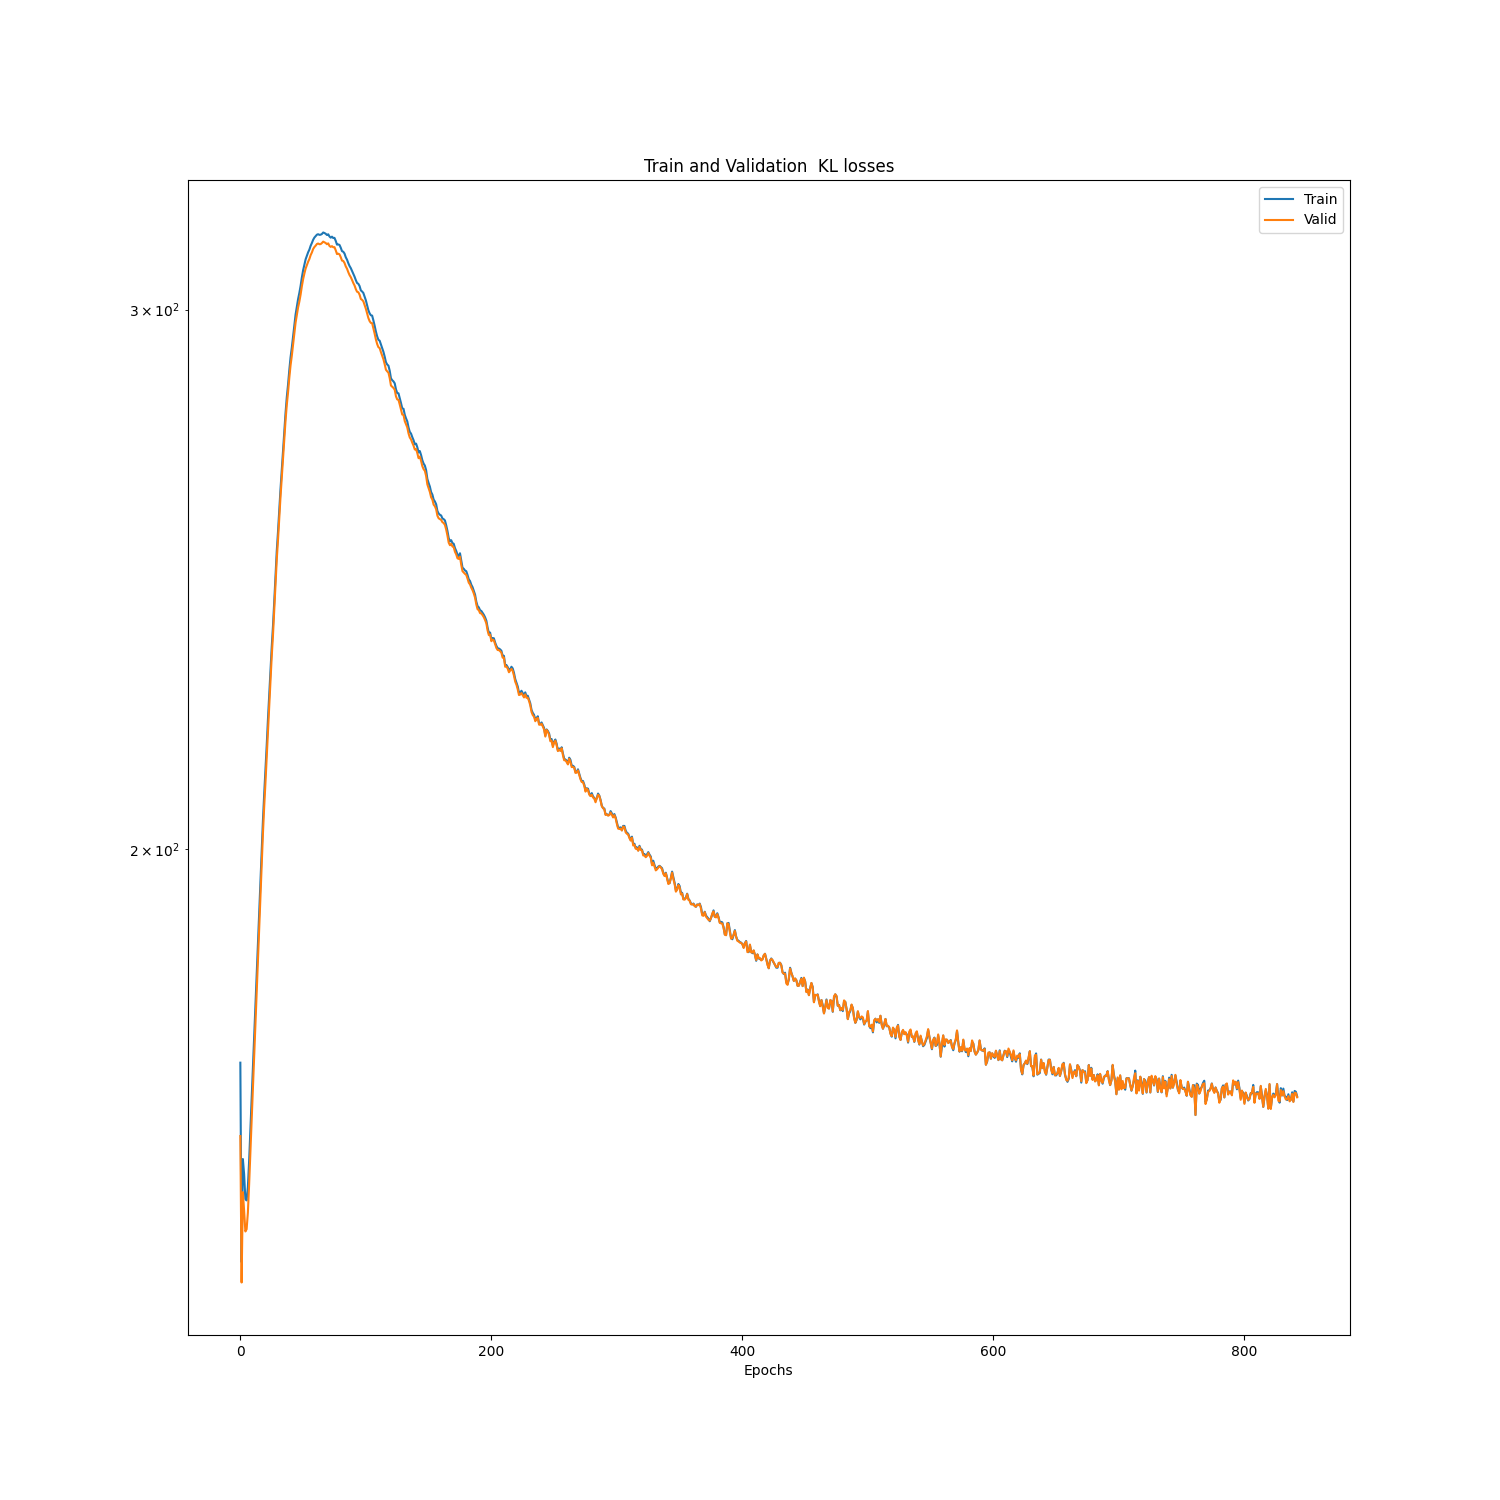 Train and Validation  KL losses
Train
Valid
3 × 10²
2 × 10²
0 200 400 600 800
Epochs